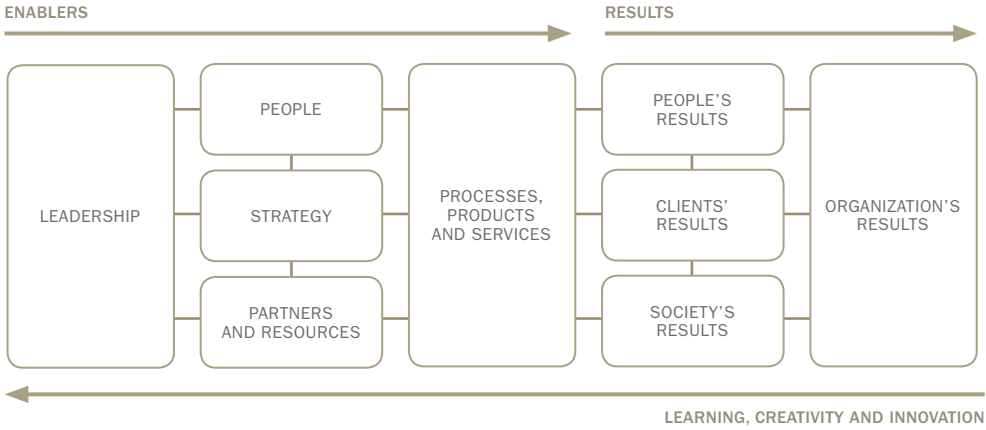 ENABLERS
RESULTS
LEADERSHIP
PEOPLE
STRATEGY
PARTNERS
AND RESOURCES
PROCESSES,
PRODUCTS
AND SERVICES
PEOPLE’S
RESULTS
CLIENTS’
RESULTS
SOCIETY’S
RESULTS
ORGANIZATION’S
RESULTS
LEARNING, CREATIVITY AND INNOVATION